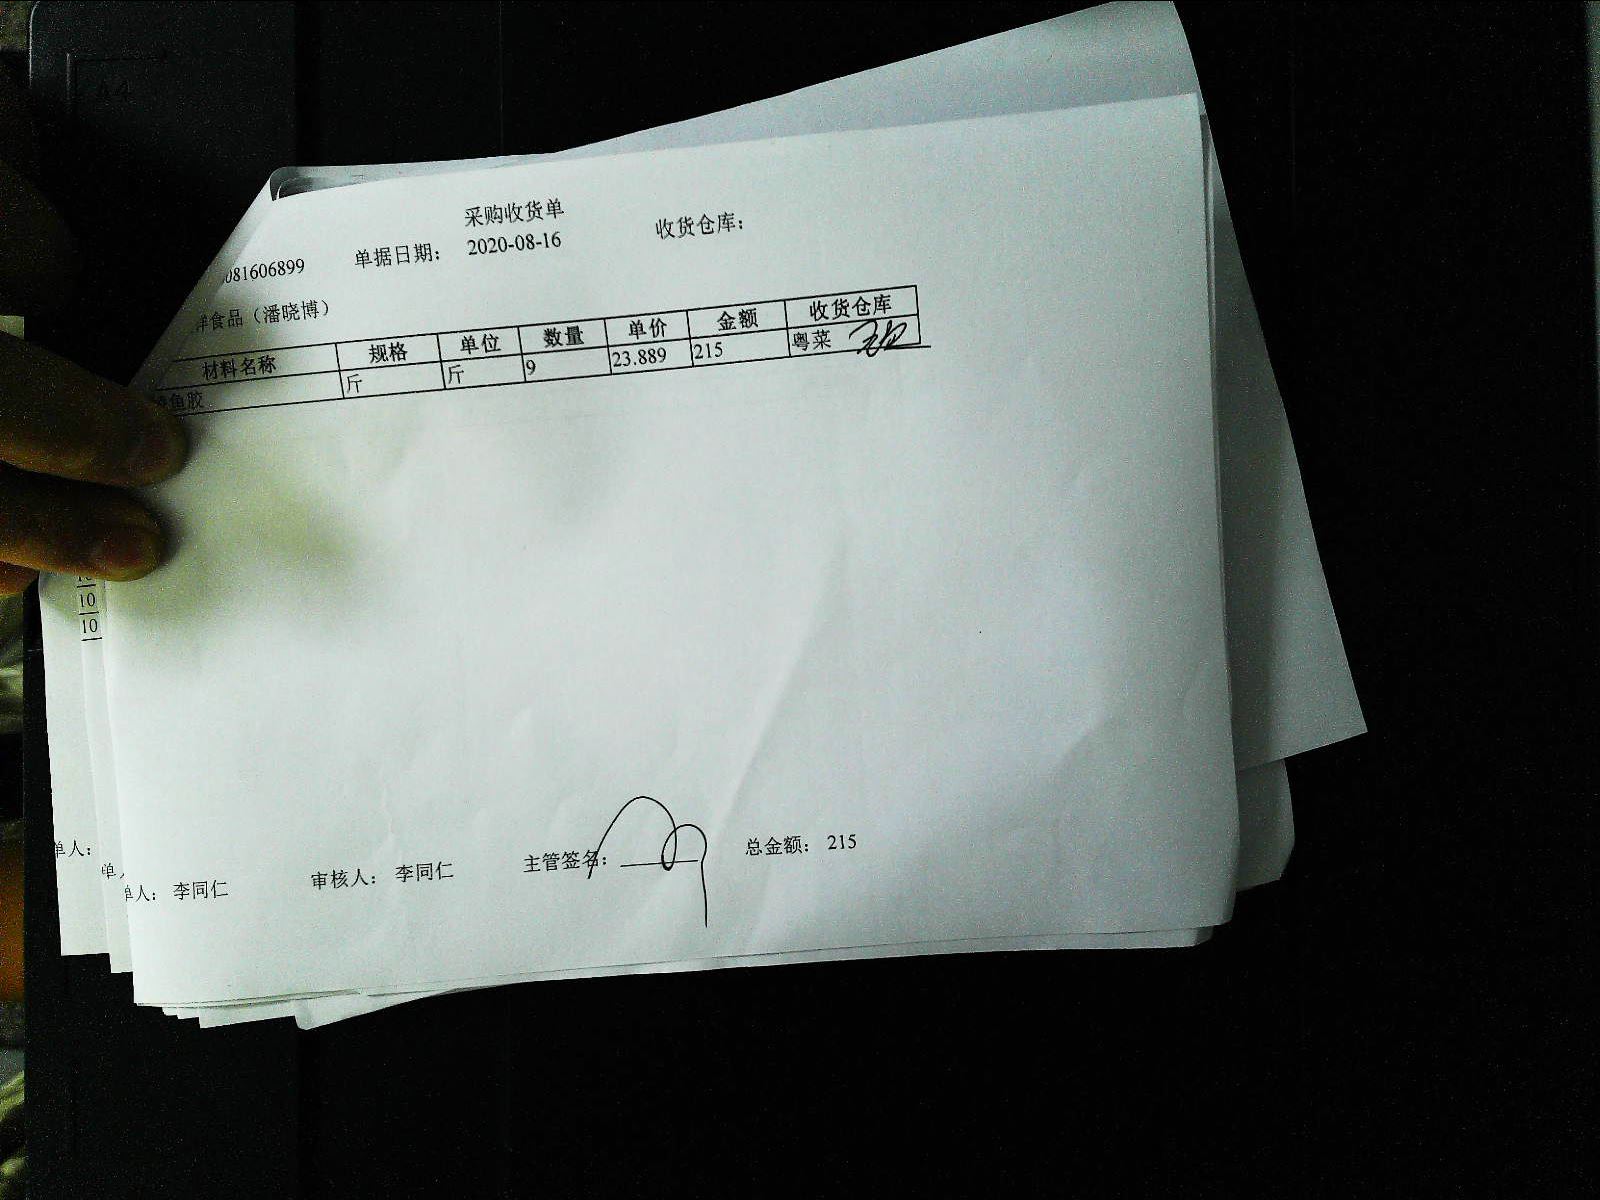 A4
采购收货单
081606899 单据日期： 2020-08-16 收货仓库：
洋食品（潘晓博）
材料名称 规格 单位 数量 单价 金额 收货仓库
鱼胶 斤 斤 9 23.889 215 粤菜
10
10
单人：
单人： 李同仁 审核人： 李同仁 主管签名： 总金额： 215